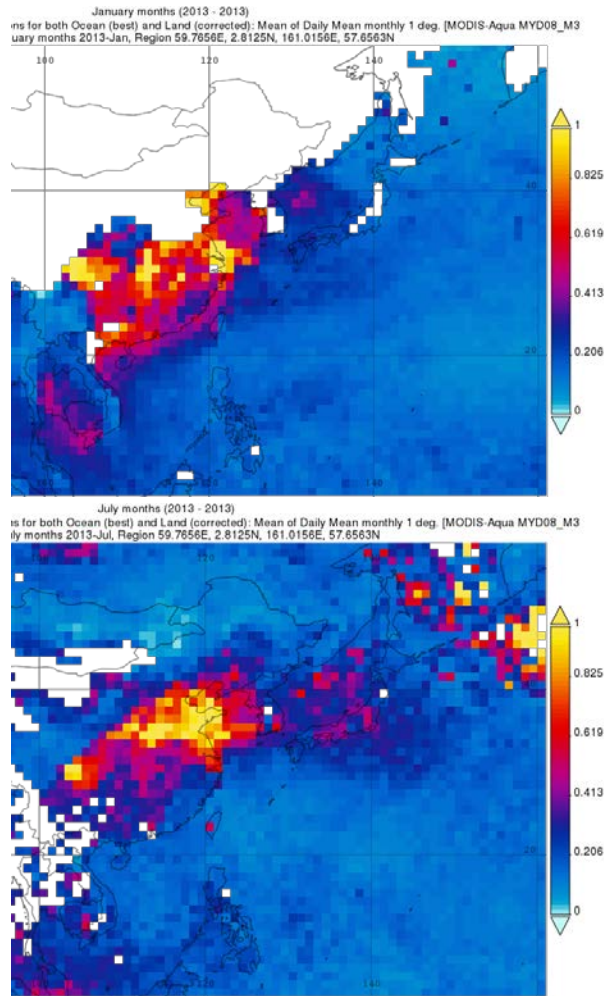 January months (2013 - 2013)
ns for both Ocean (best) and Land (corrected): Mean of Daily Mean monthly 1 deg. [MODIS-Aqua MYD08_M3
uary months 2013-Jan, Region 59.7656E, 2.8125N, 161.0156E, 57.6563N
100 120 140
1
0.825
40
0.619
0.413
20
0.206
0
140
July months (2013 - 2013)
ns for both Ocean (best) and Land (corrected): Mean of Daily Mean monthly 1 deg. [MODIS-Aqua MYD08_M3
ly months 2013-Jul, Region 59.7656E, 2.8125N, 161.0156E, 57.6563N
120
1
0.825
0.619
0.413
20
0.206
0
120 140